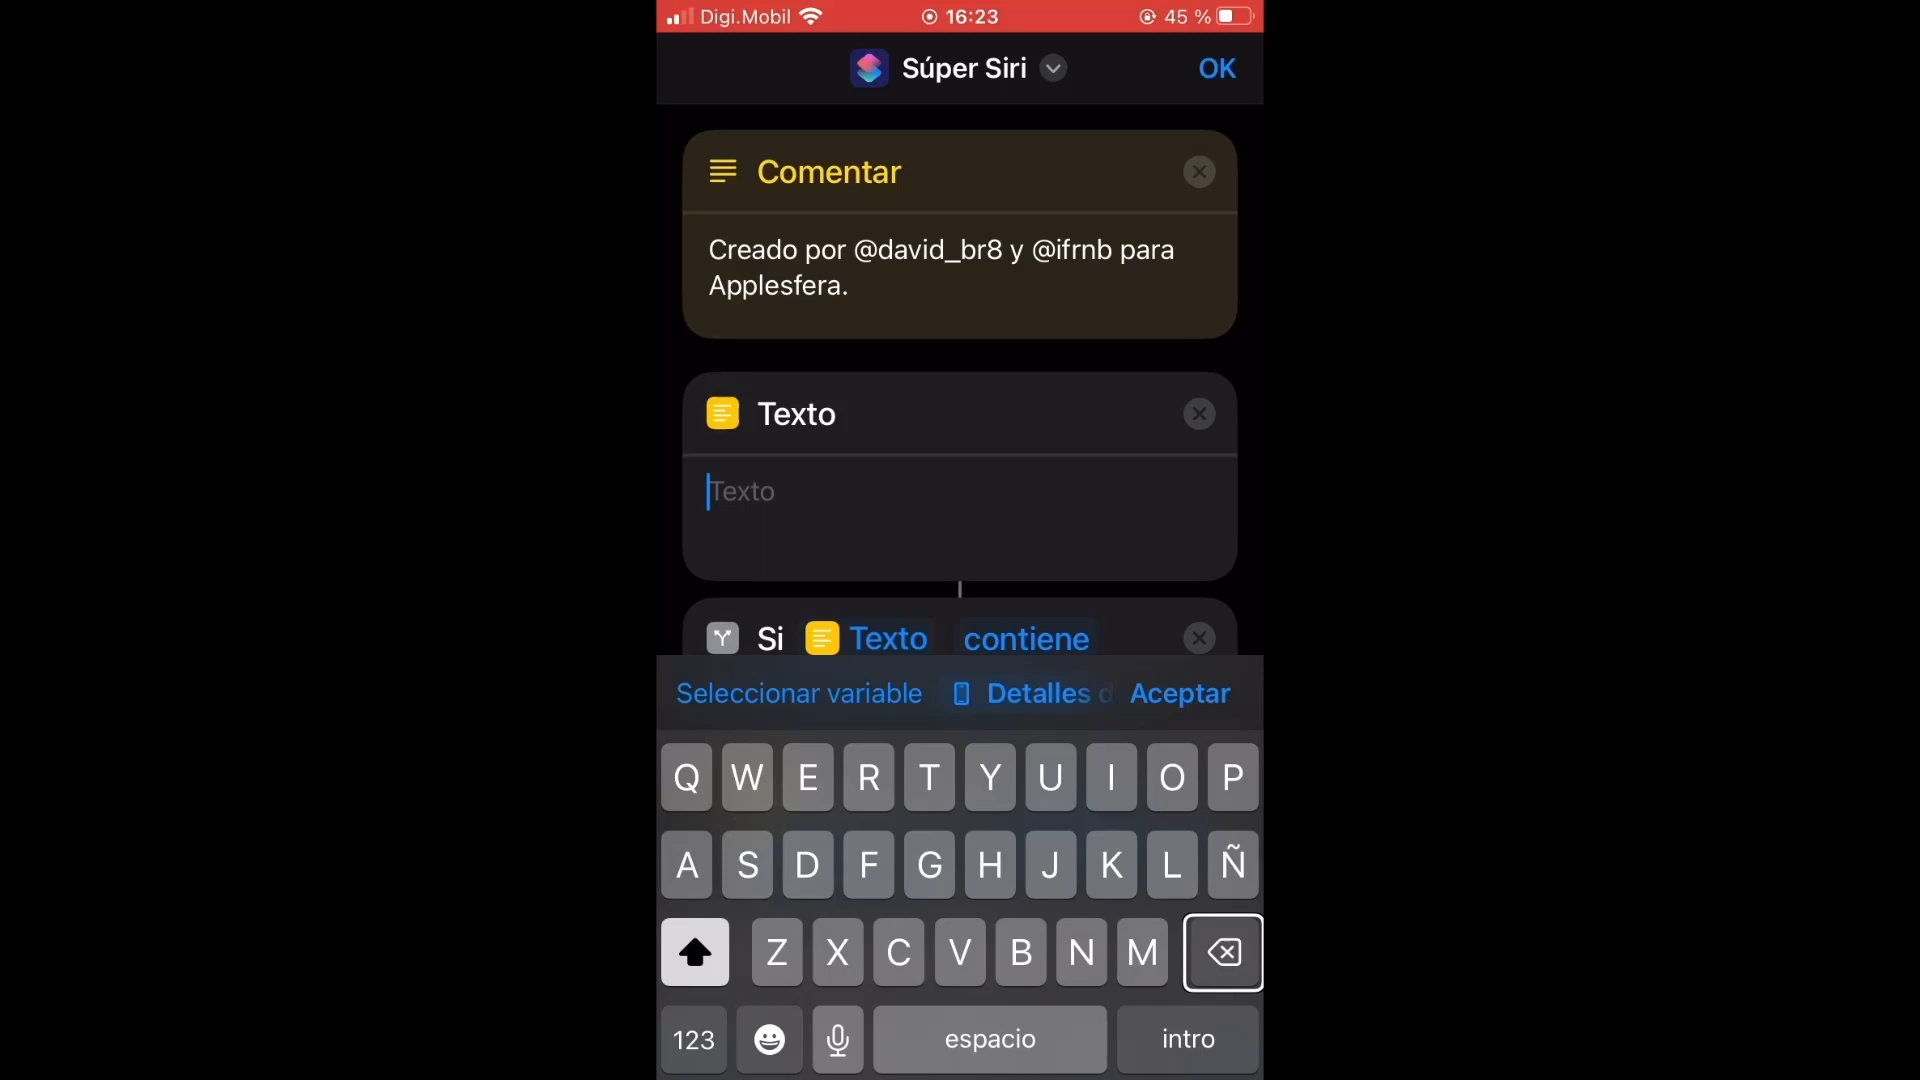 Digi.Mobil 16:23 45 %
Súper Siri OK
Comentar
Creado por @david_br8 y @ifrnb para
Applesfera.
Texto
Texto
Si Texto contiene
Seleccionar variable Detalles d Aceptar
Q W E R T Y U I O P
A S D F G H J K L Ñ
Z X C V B N M
123 espacio intro